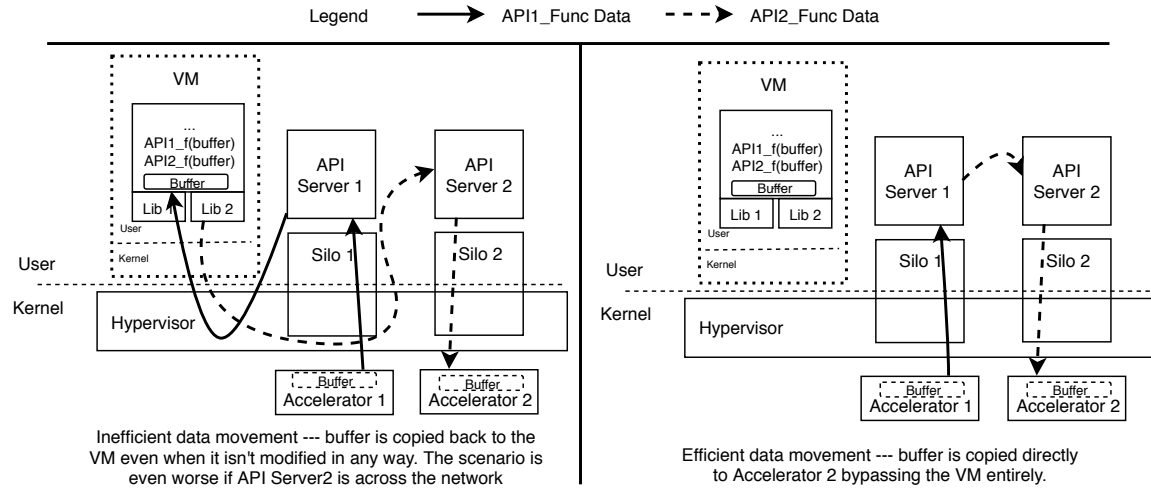 Legend
API1_Func Data
API2_Func Data
VM
...
API1_f(buffer)
API2_f(buffer)
Buffer
Lib 1
Lib 2
User
Kernel
API
Server 1
API
Server 2
Silo 1
Silo 2
User
Kernel
Hypervisor
Buffer
Accelerator 1
Buffer
Accelerator 2
Inefficient data movement --- buffer is copied back to the
VM even when it isn't modified in any way. The scenario is
even worse if API Server2 is across the network
VM
...
API1_f(buffer)
API2_f(buffer)
Buffer
Lib 1
Lib 2
User
Kernel
API
Server 1
API
Server 2
Silo 1
Silo 2
User
Kernel
Hypervisor
Buffer
Accelerator 1
Buffer
Accelerator 2
Efficient data movement --- buffer is copied directly
to Accelerator 2 bypassing the VM entirely.